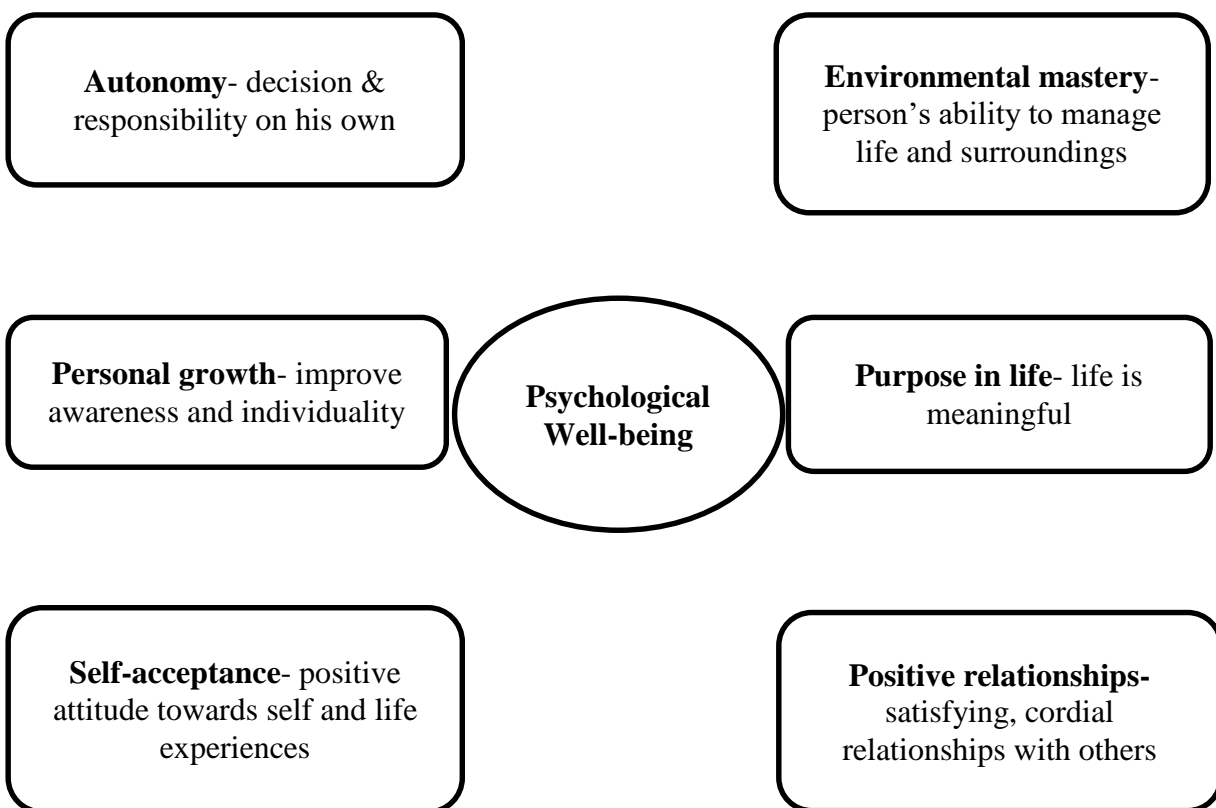 Autonomy- decision &
responsibility on his own
Environmental mastery-
person’s ability to manage
life and surroundings
Personal growth- improve
awareness and individuality
Psychological
Well-being
Purpose in life- life is
meaningful
Self-acceptance- positive
attitude towards self and life
experiences
Positive relationships-
satisfying, cordial
relationships with others